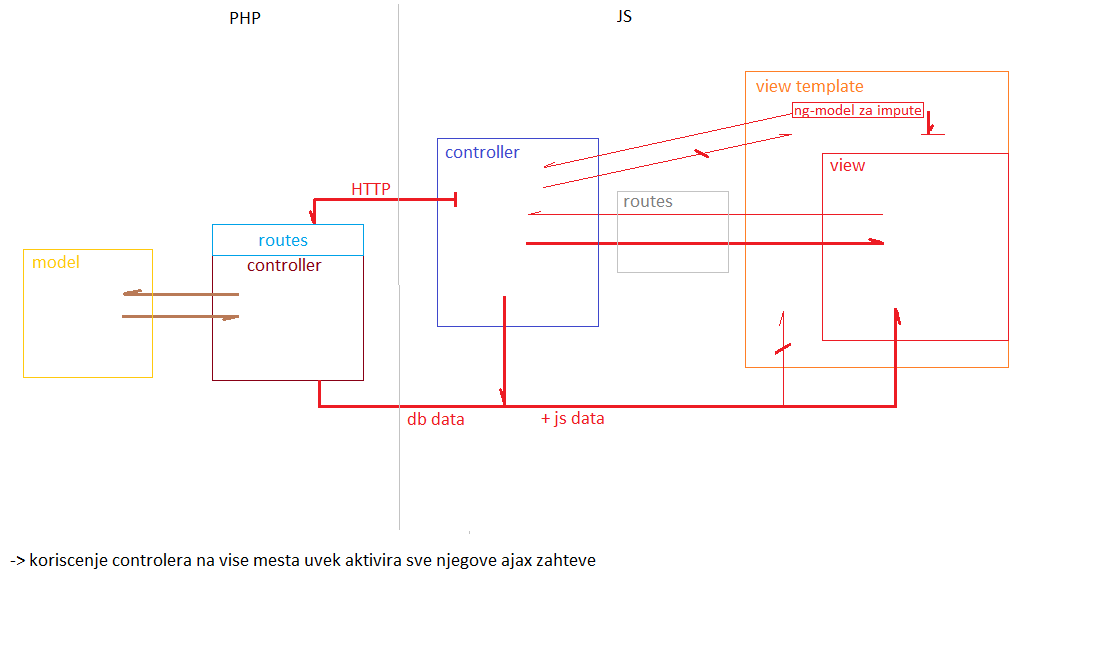 PHP
JS
view template
ng-model za impute
controller
view
HTTP
routes
routes
controller
model
db data
+ js data
-> koriscenje controlera na vise mesta uvek aktivira sve njegove ajax zahteve